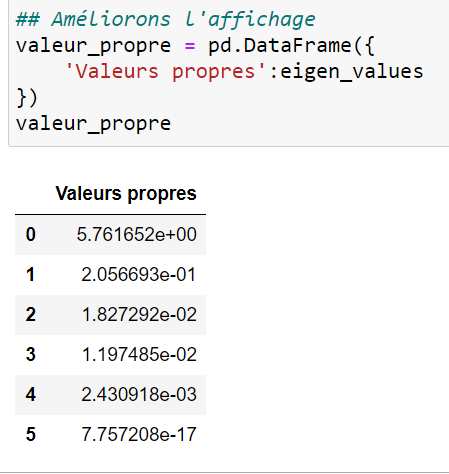 ## Améliorons l'affichage
valeur_propre = pd.DataFrame({
    'Valeurs propres':eigen_values
})
valeur_propre
Valeurs propres
0 5.761652e+00
1 2.056693e-01
2 1.827292e-02
3 1.197485e-02
4 2.430918e-03
5 7.757208e-17